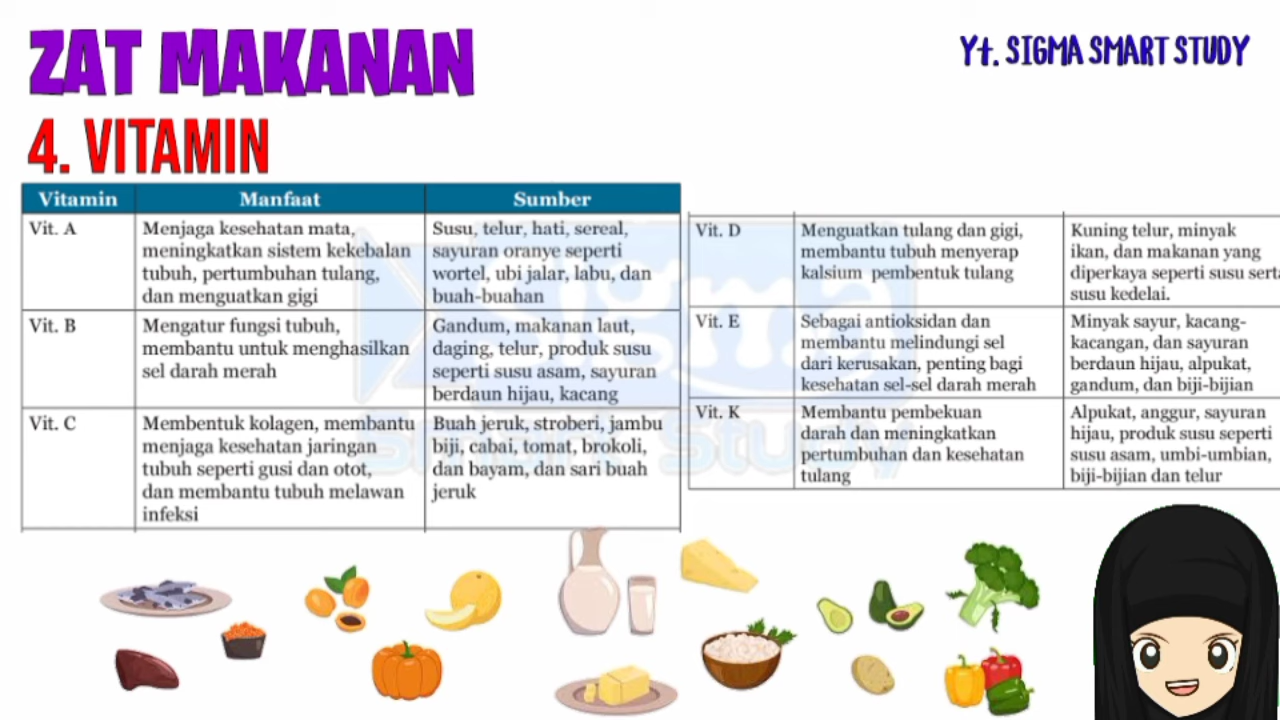 ZAT MAKANAN
Yt. SIGMA SMART STUDY
4. VITAMIN
Vitamin Manfaat Sumber
Vit. A
Menjaga kesehatan mata,
meningkatkan sistem kekebalan
tubuh, pertumbuhan tulang,
dan menguatkan gigi
Susu, telur, hati, sereal,
sayuran oranye seperti
wortel, ubi jalar, labu, dan
buah-buahan
Vit. B
Mengatur fungsi tubuh,
membantu untuk menghasilkan
sel darah merah
Gandum, makanan laut,
daging, telur, produk susu
seperti susu asam, sayuran
berdaun hijau, kacang
Vit. C
Membentuk kolagen, membantu
menjaga kesehatan jaringan
tubuh seperti gusi dan otot,
dan membantu tubuh melawan
infeksi
Buah jeruk, stroberi, jambu
biji, cabai, tomat, brokoli,
dan bayam, dan sari buah
jeruk
Vit. D
Menguatkan tulang dan gigi,
membantu tubuh menyerap
kalsium pembentuk tulang
Kuning telur, minyak
ikan, dan makanan yang
diperkaya seperti susu serta
susu kedelai.
Vit. E
Sebagai antioksidan dan
membantu melindungi sel
dari kerusakan, penting bagi
kesehatan sel-sel darah merah
Minyak sayur, kacang-
kacangan, dan sayuran
berdaun hijau, alpukat,
gandum, dan biji-bijian
Vit. K
Membantu pembekuan
darah dan meningkatkan
pertumbuhan dan kesehatan
tulang
Alpukat, anggur, sayuran
hijau, produk susu seperti
susu asam, umbi-umbian,
biji-bijian dan telur
Sigma
Smart Study